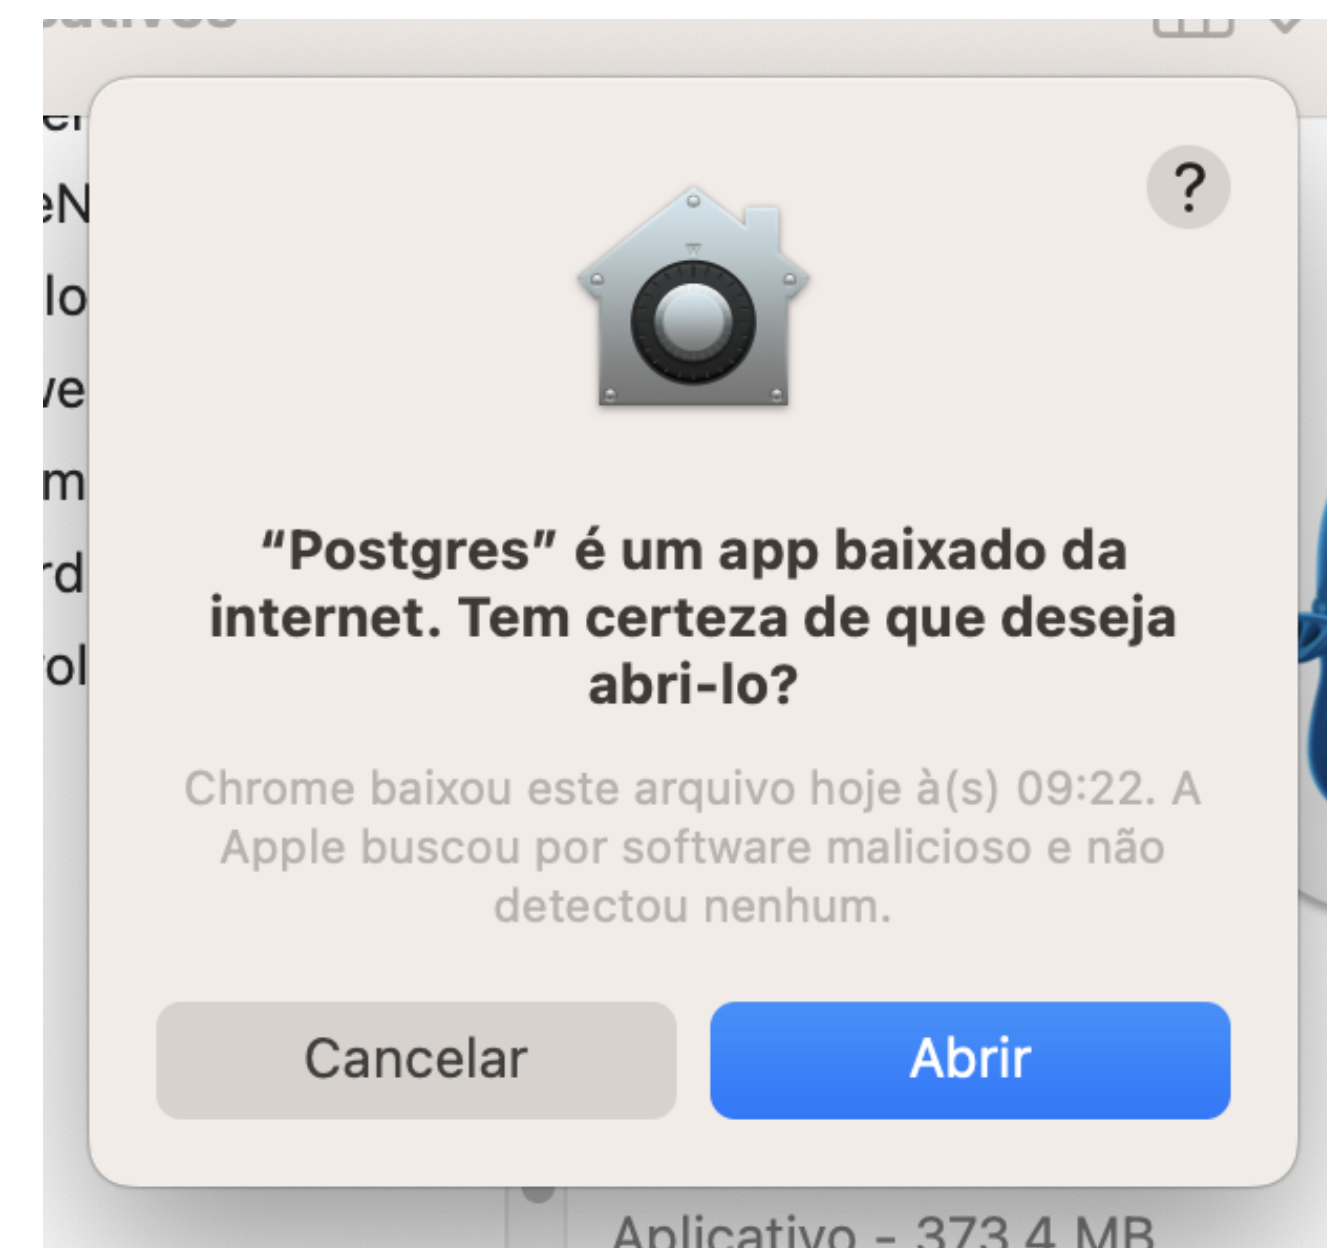 ?
“Postgres” é um app baixado da
internet. Tem certeza de que deseja
abri-lo?
Chrome baixou este arquivo hoje à(s) 09:22. A
Apple buscou por software malicioso e não
detectou nenhum.
Cancelar
Abrir
Aplicativo - 373,4 MB